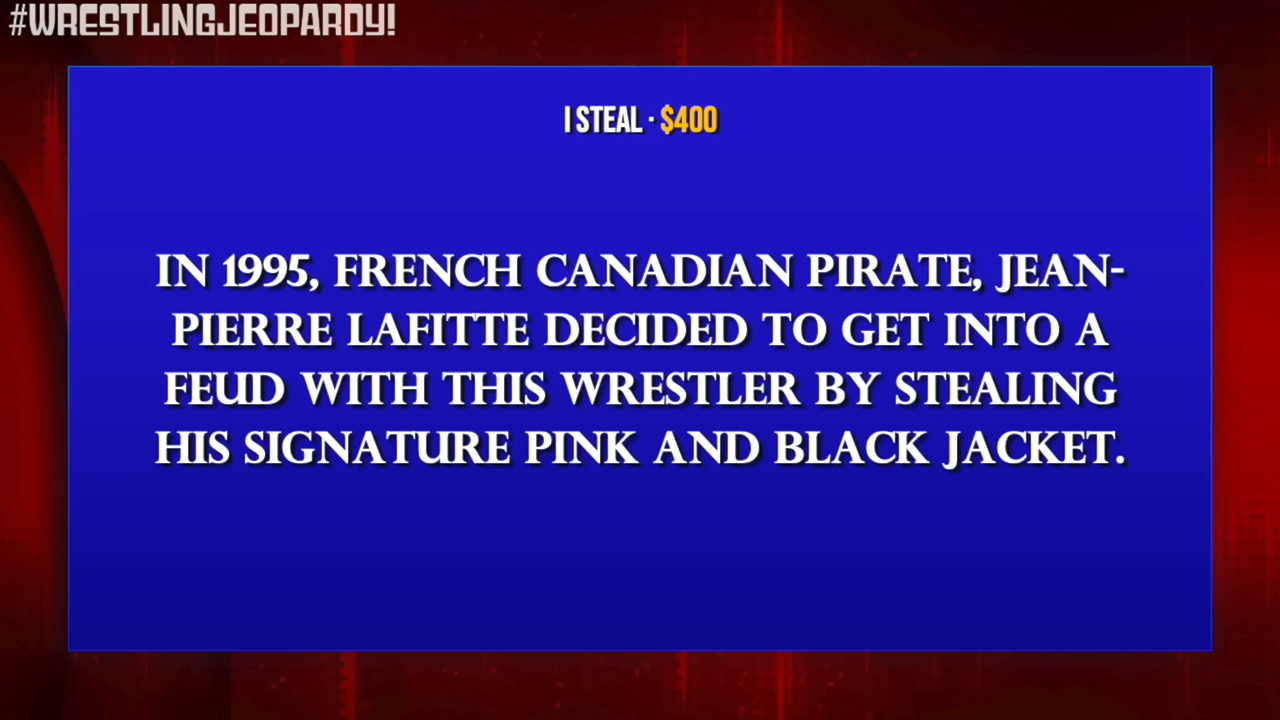 #WRESTLINGJEOPARDY!
I STEAL · $400
IN 1995, FRENCH CANADIAN PIRATE, JEAN-
PIERRE LAFITTE DECIDED TO GET INTO A
FEUD WITH THIS WRESTLER BY STEALING
HIS SIGNATURE PINK AND BLACK JACKET.